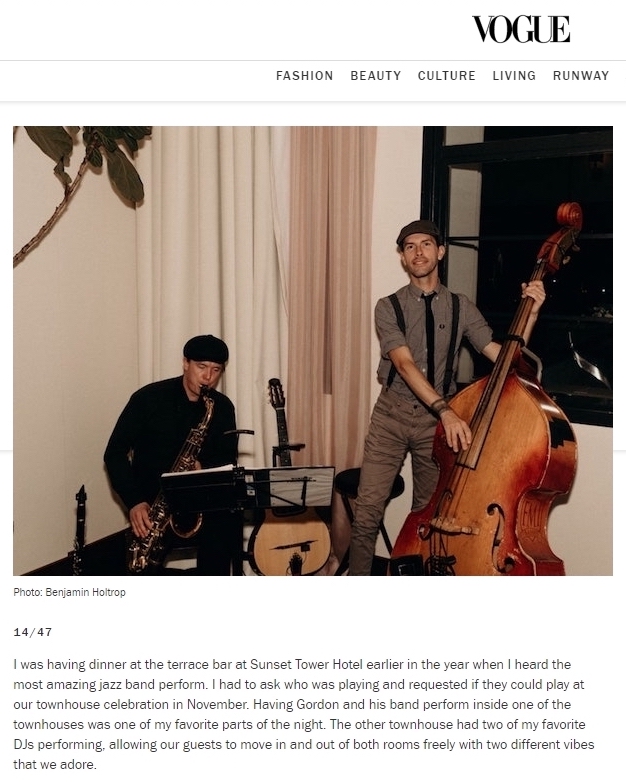 VOGUE
FASHION BEAUTY CULTURE LIVING RUNWAY
Photo: Benjamin Holtrop
14/47
I was having dinner at the terrace bar at Sunset Tower Hotel earlier in the year when I heard the
most amazing jazz band perform. I had to ask who was playing and requested if they could play at
our townhouse celebration in November. Having Gordon and his band perform inside one of the
townhouses was one of my favorite parts of the night. The other townhouse had two of my favorite
DJs performing, allowing our guests to move in and out of both rooms freely with two different vibes
that we adore.